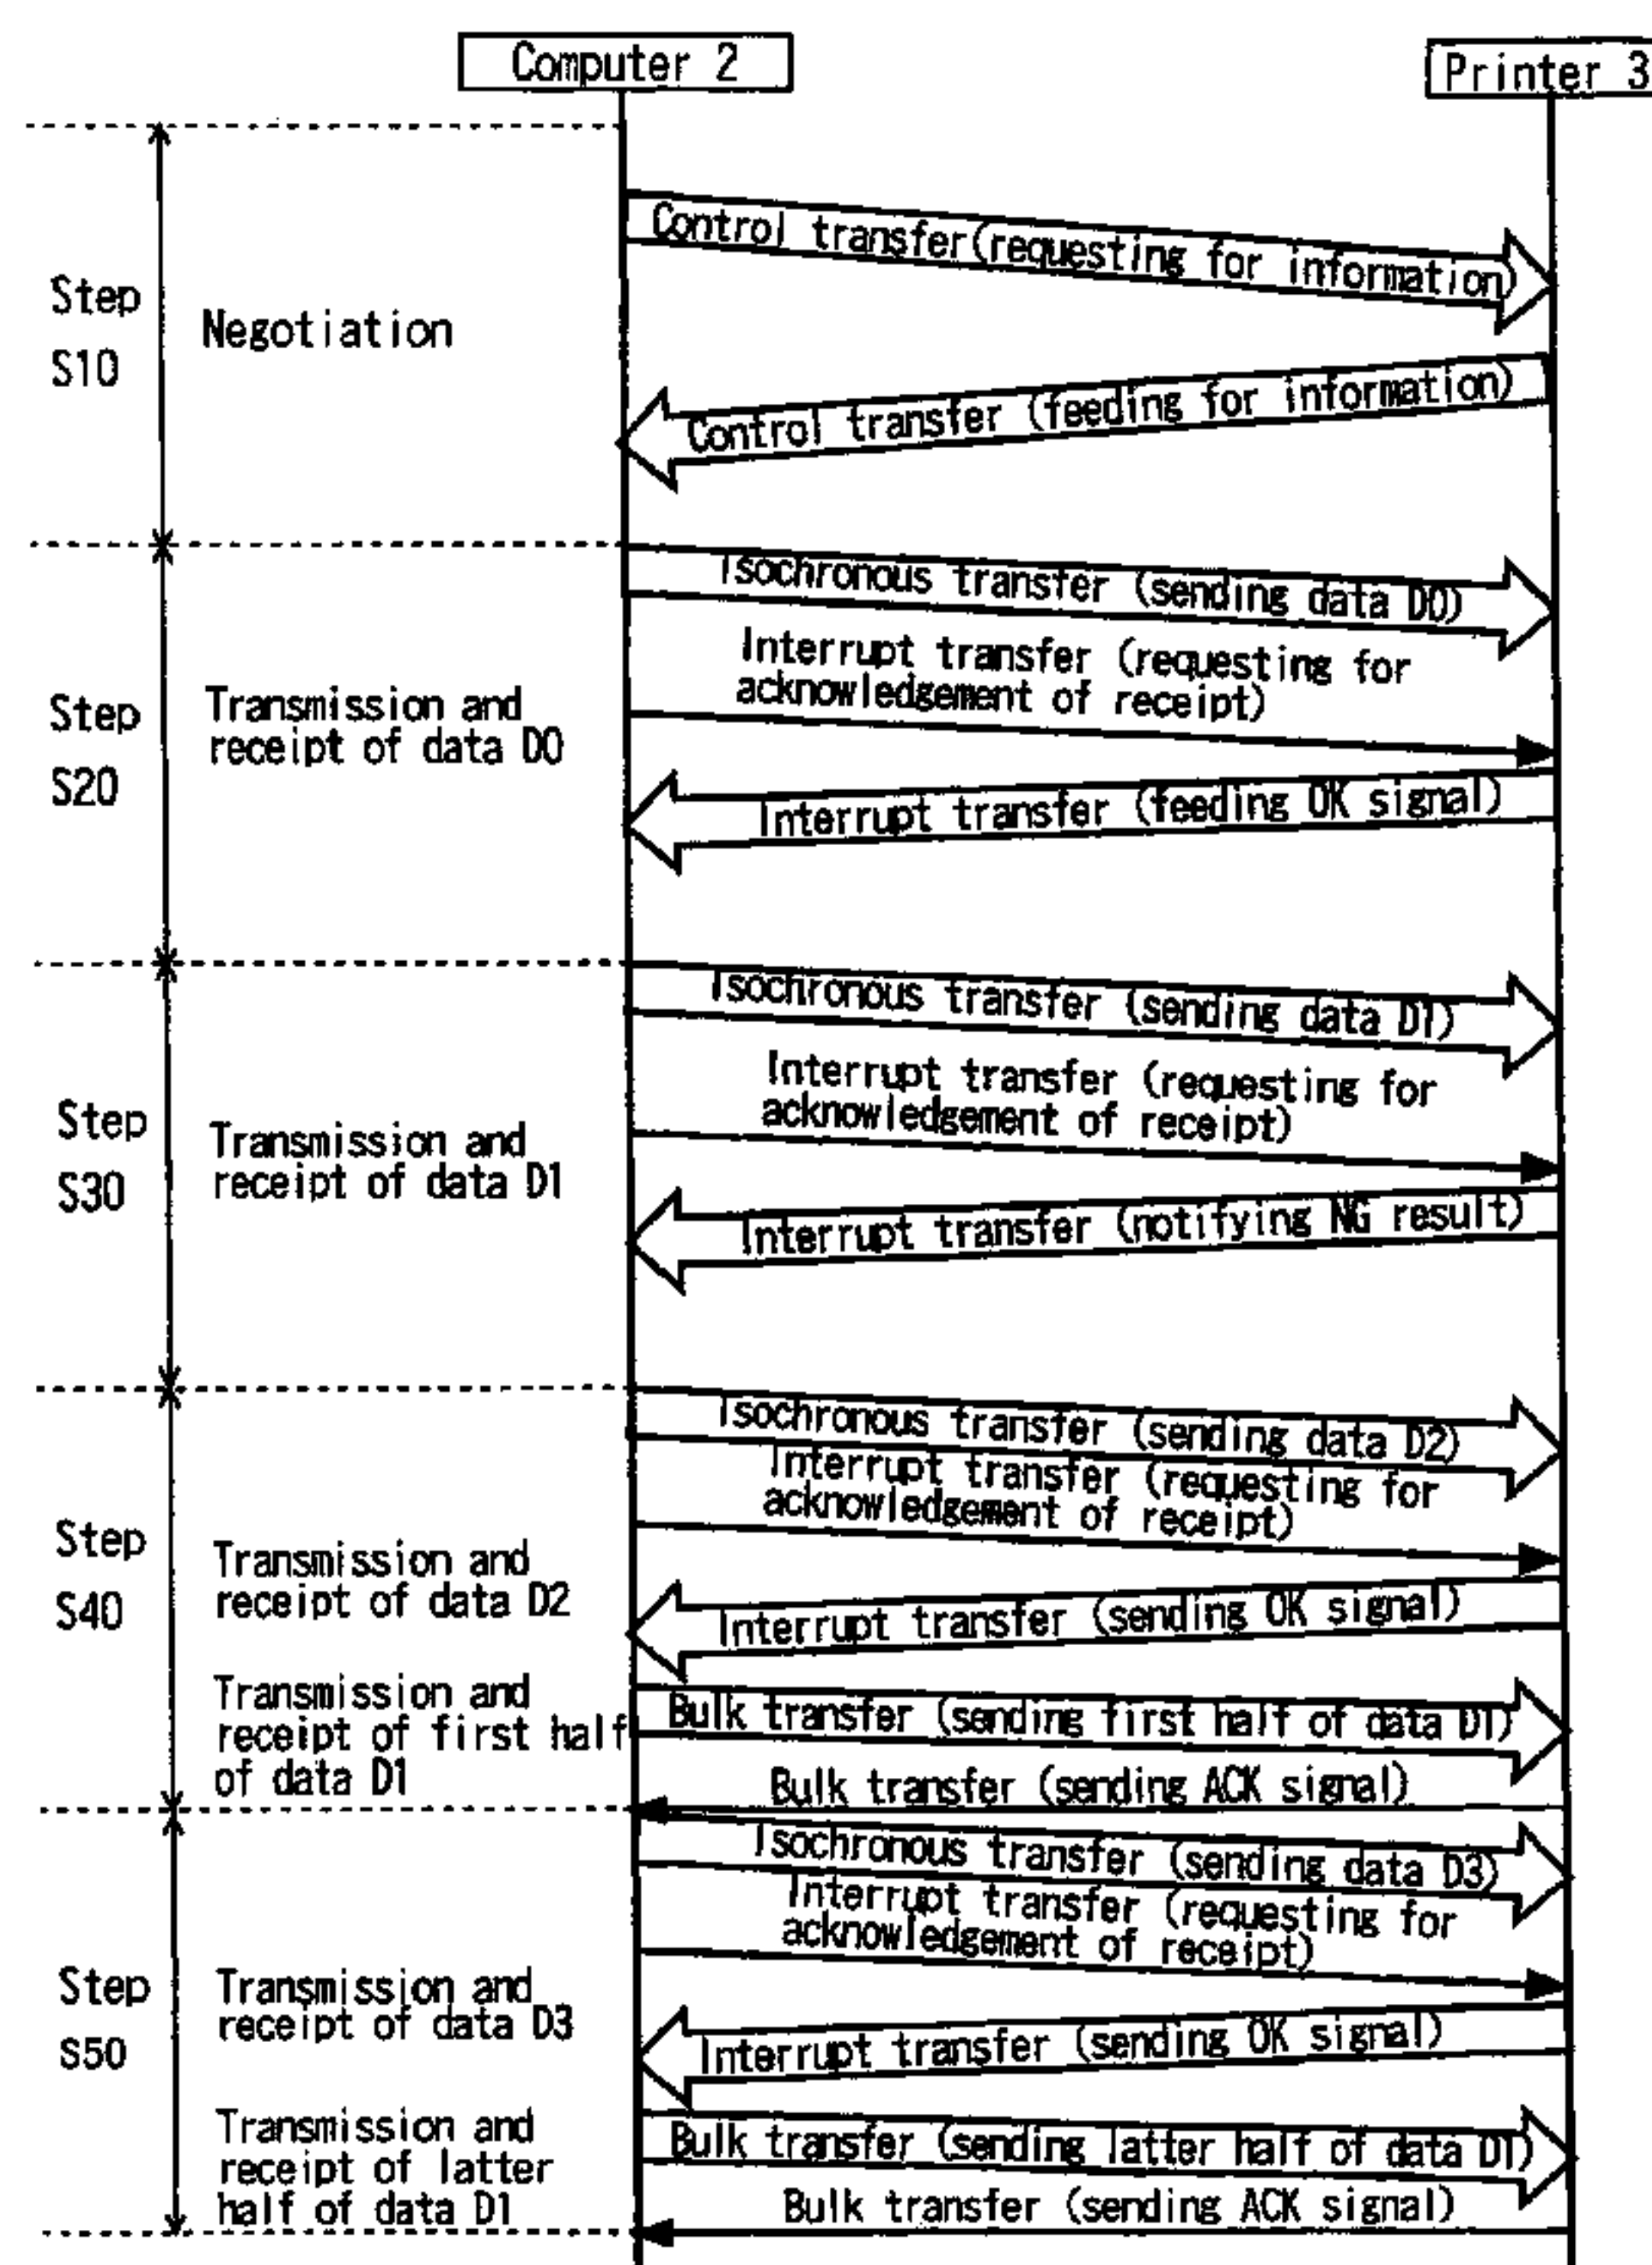 Computer 2
Printer 3
Control transfer(requesting for information)
Step
S10
Negotiation
Control transfer (feeding for information)
Isochronous transfer (sending data D0)
Interrupt transfer (requesting for
acknowledgement of receipt)
Step
S20
Transmission and
receipt of data D0
Interrupt transfer (feeding OK signal)
Isochronous transfer (sending data D1)
Interrupt transfer (requesting for
acknowledgement of receipt)
Step
S30
Transmission and
receipt of data D1
Interrupt transfer (notifying NG result)
Isochronous transfer (sending data D2)
Interrupt transfer (requesting for
acknowledgement of receipt)
Step
S40
Transmission and
receipt of data D2
Interrupt transfer (sending OK signal)
Transmission and
receipt of first half
of data D1
Bulk transfer (sending first half of data D1)
Bulk transfer (sending ACK signal)
Isochronous transfer (sending data D3)
Interrupt transfer (requesting for
acknowledgement of receipt)
Step
S50
Transmission and
receipt of data D3
Interrupt transfer (sending OK signal)
Transmission and
receipt of latter
half of data D1
Bulk transfer (sending latter half of data D1)
Bulk transfer (sending ACK signal)